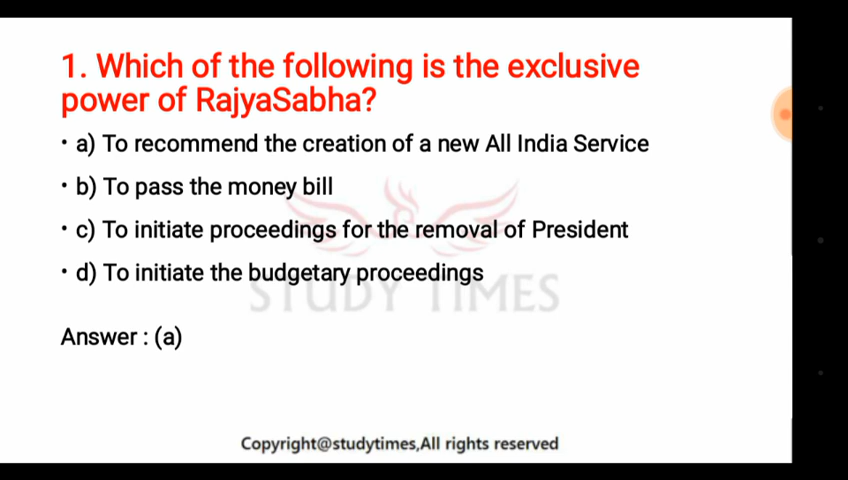 1. Which of the following is the exclusive
power of RajyaSabha?
• a) To recommend the creation of a new All India Service
• b) To pass the money bill
• c) To initiate proceedings for the removal of President
• d) To initiate the budgetary proceedings
STUDY TIMES
Answer : (a)
Copyright@studytimes,All rights reserved